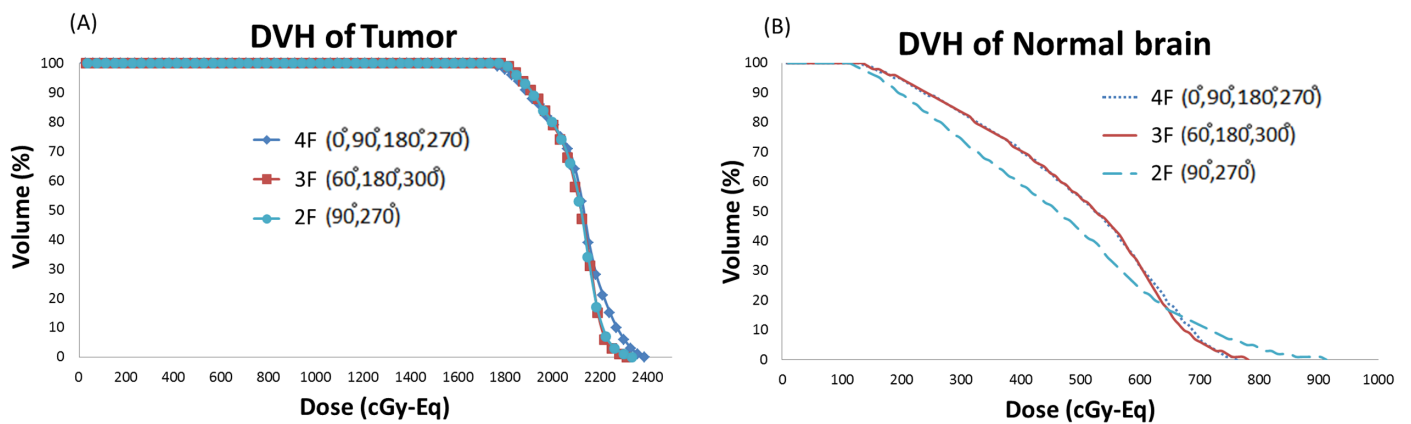 (A)
DVH of Tumor
Volume (%)
100
90
80
70
60
50
40
30
20
10
0
4F (0°,90°,180°,270°)
3F (60°,180°,300°)
2F (90°,270°)
0 200 400 600 800 1000 1200 1400 1600 1800 2000 2200 2400
Dose (cGy-Eq)
(B)
DVH of Normal brain
Volume (%)
100
90
80
70
60
50
40
30
20
10
0
4F (0°,90°,180°,270°)
3F (60°,180°,300°)
2F (90°,270°)
0 100 200 300 400 500 600 700 800 900 1000
Dose (cGy-Eq)